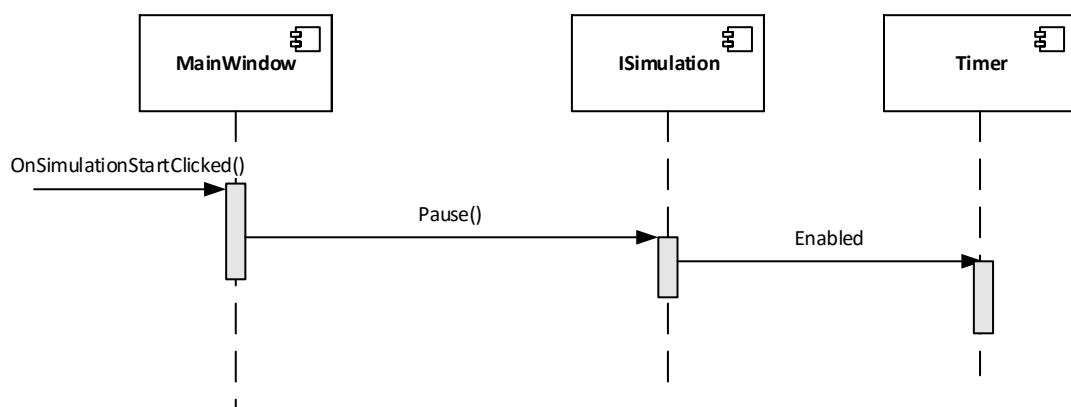 MainWindow
ISimulation
Timer
OnSimulationStartClicked()
Pause()
Enabled